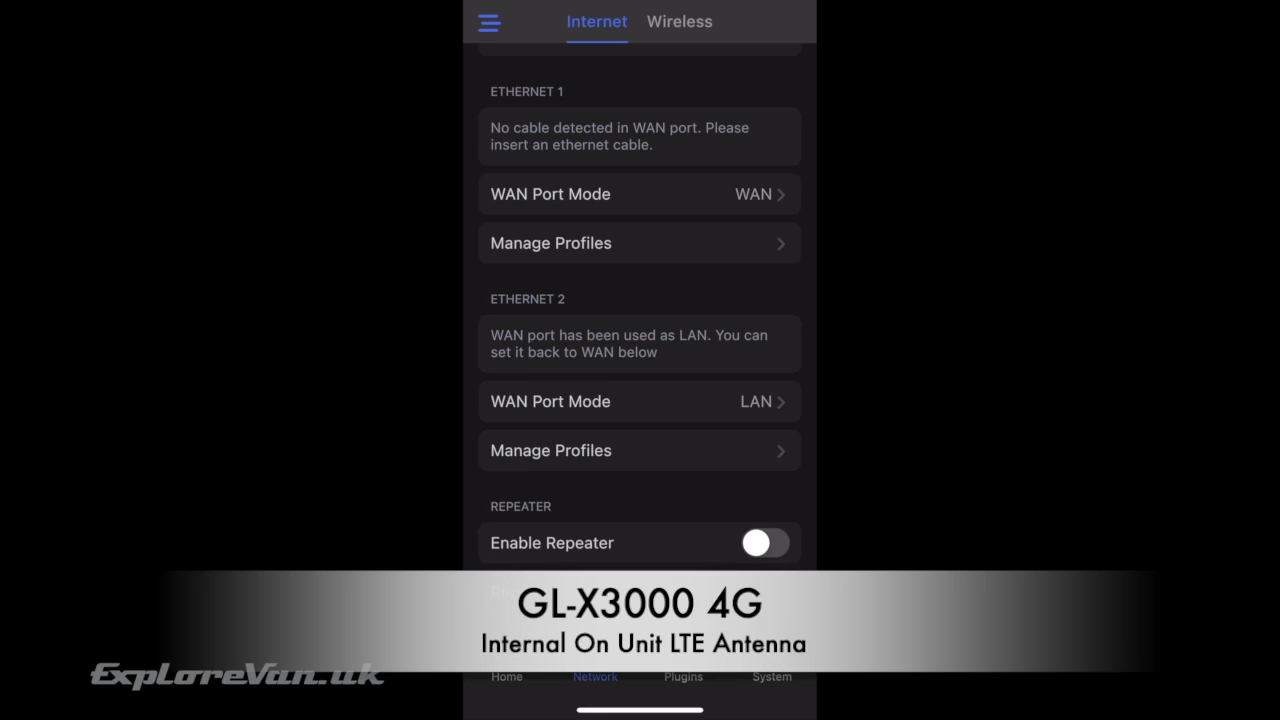 Internet Wireless
ETHERNET 1
No cable detected in WAN port. Please
insert an ethernet cable.
WAN Port Mode WAN
Manage Profiles
ETHERNET 2
WAN port has been used as LAN. You can
set it back to WAN below
WAN Port Mode LAN
Manage Profiles
REPEATER
Enable Repeater
GL-X3000 4G
Internal On Unit LTE Antenna
ExploreVan.uk
Home Network Plugins System